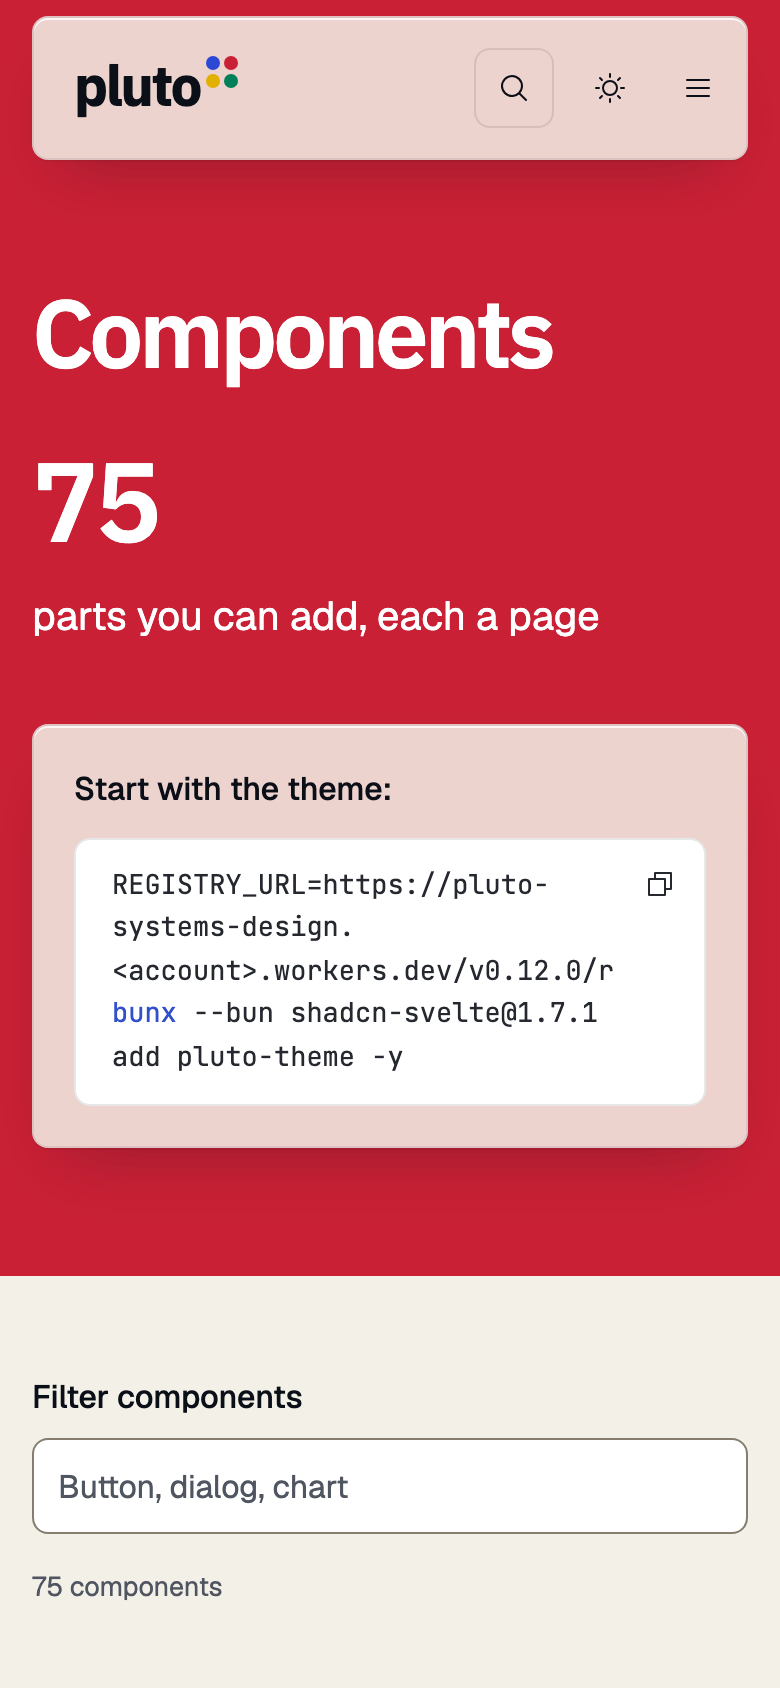 pluto
Components
75
parts you can add, each a page
Start with the theme:
REGISTRY_URL=https://pluto-
systems-design.
<account>.workers.dev/v0.12.0/r
bunx --bun shadcn-svelte@1.7.1
add pluto-theme -y
Filter components
Button, dialog, chart
75 components